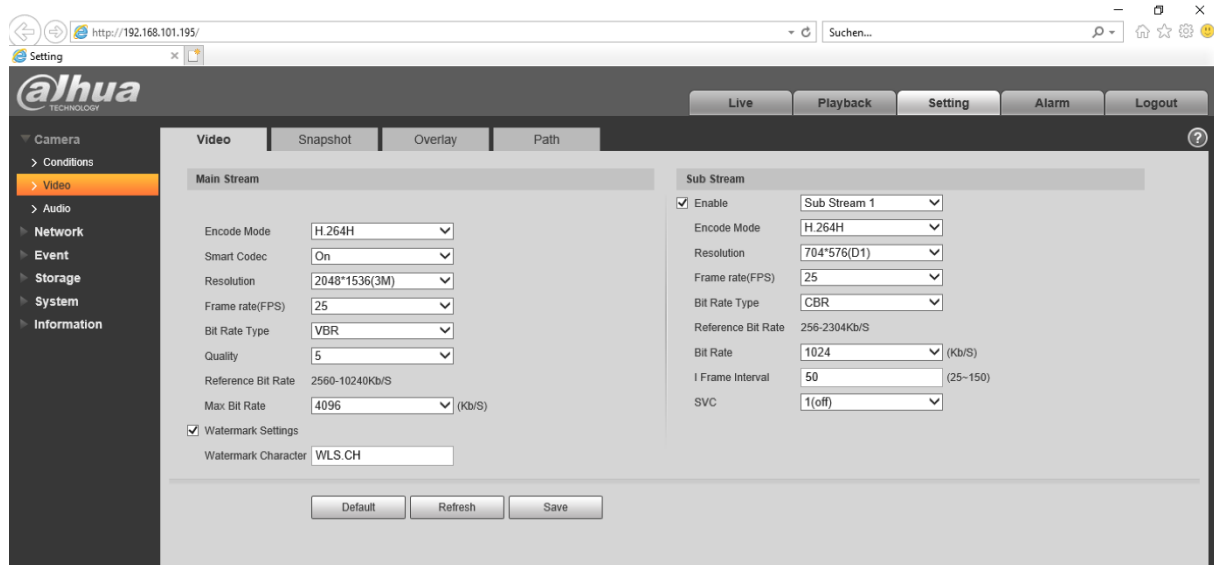 http://192.168.101.195/
Suchen...
Setting
alhua
TECHNOLOGY
Live Playback Setting Alarm Logout
Camera
Conditions
Video
Audio
Network
Event
Storage
System
Information
Video Snapshot Overlay Path
Main Stream
Encode Mode H.264H
Smart Codec On
Resolution 2048*1536(3M)
Frame rate(FPS) 25
Bit Rate Type VBR
Quality 5
Reference Bit Rate 2560-10240Kb/S
Max Bit Rate 4096 (Kb/S)
Watermark Settings
Watermark Character WLS.CH
Sub Stream
Enable Sub Stream 1
Encode Mode H.264H
Resolution 704*576(D1)
Frame rate(FPS) 25
Bit Rate Type CBR
Reference Bit Rate 256-2304Kb/S
Bit Rate 1024 (Kb/S)
I Frame Interval 50 (25~150)
SVC 1(off)
Default Refresh Save